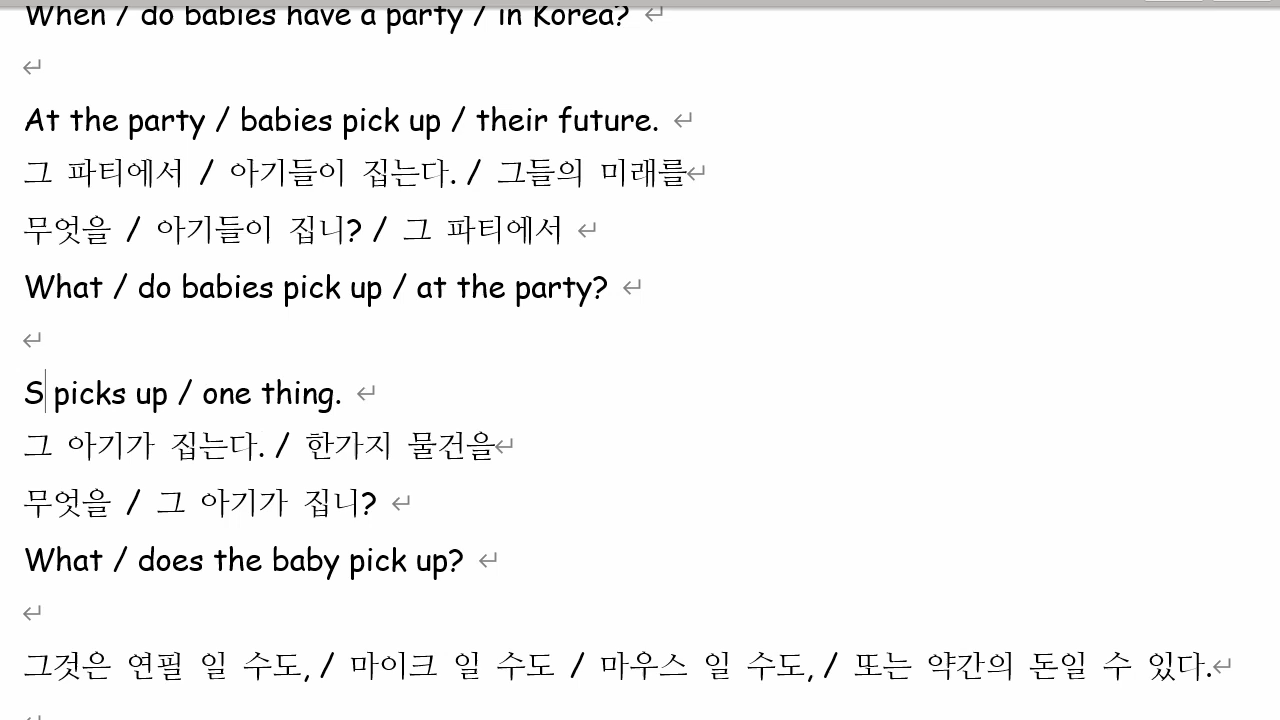 When / do babies have a party / in Korea?
At the party / babies pick up / their future.
그 파티에서 / 아기들이 집는다. / 그들의 미래를
무엇을 / 아기들이 집니? / 그 파티에서
What / do babies pick up / at the party?
S picks up / one thing.
그 아기가 집는다. / 한가지 물건을
무엇을 / 그 아기가 집니?
What / does the baby pick up?
그것은 연필 일 수도, / 마이크 일 수도 / 마우스 일 수도, / 또는 약간의 돈일 수 있다.